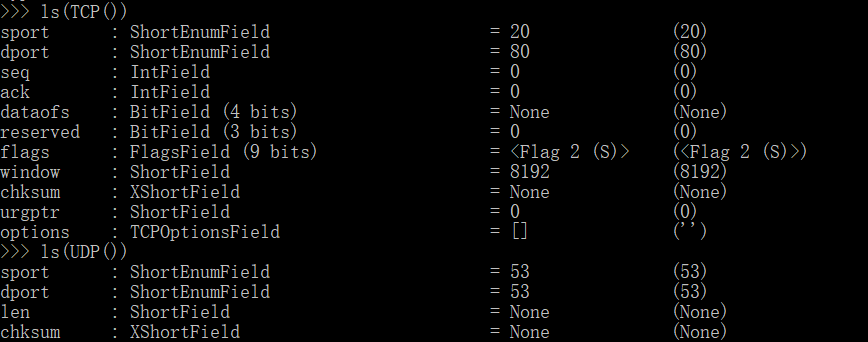 >>> ls(TCP())
sport      : ShortEnumField                      = 20              (20)
dport      : ShortEnumField                      = 80              (80)
seq        : IntField                            = 0               (0)
ack        : IntField                            = 0               (0)
dataofs    : BitField (4 bits)                   = None            (None)
reserved   : BitField (3 bits)                   = 0               (0)
flags      : FlagsField (9 bits)                 = <Flag 2 (S)>    (<Flag 2 (S)>)
window     : ShortField                          = 8192            (8192)
chksum     : XShortField                         = None            (None)
urgptr     : ShortField                          = 0               (0)
options    : TCPOptionsField                     = []              ('')
>>> ls(UDP())
sport      : ShortEnumField                      = 53              (53)
dport      : ShortEnumField                      = 53              (53)
len        : ShortField                          = None            (None)
chksum     : XShortField                         = None            (None)